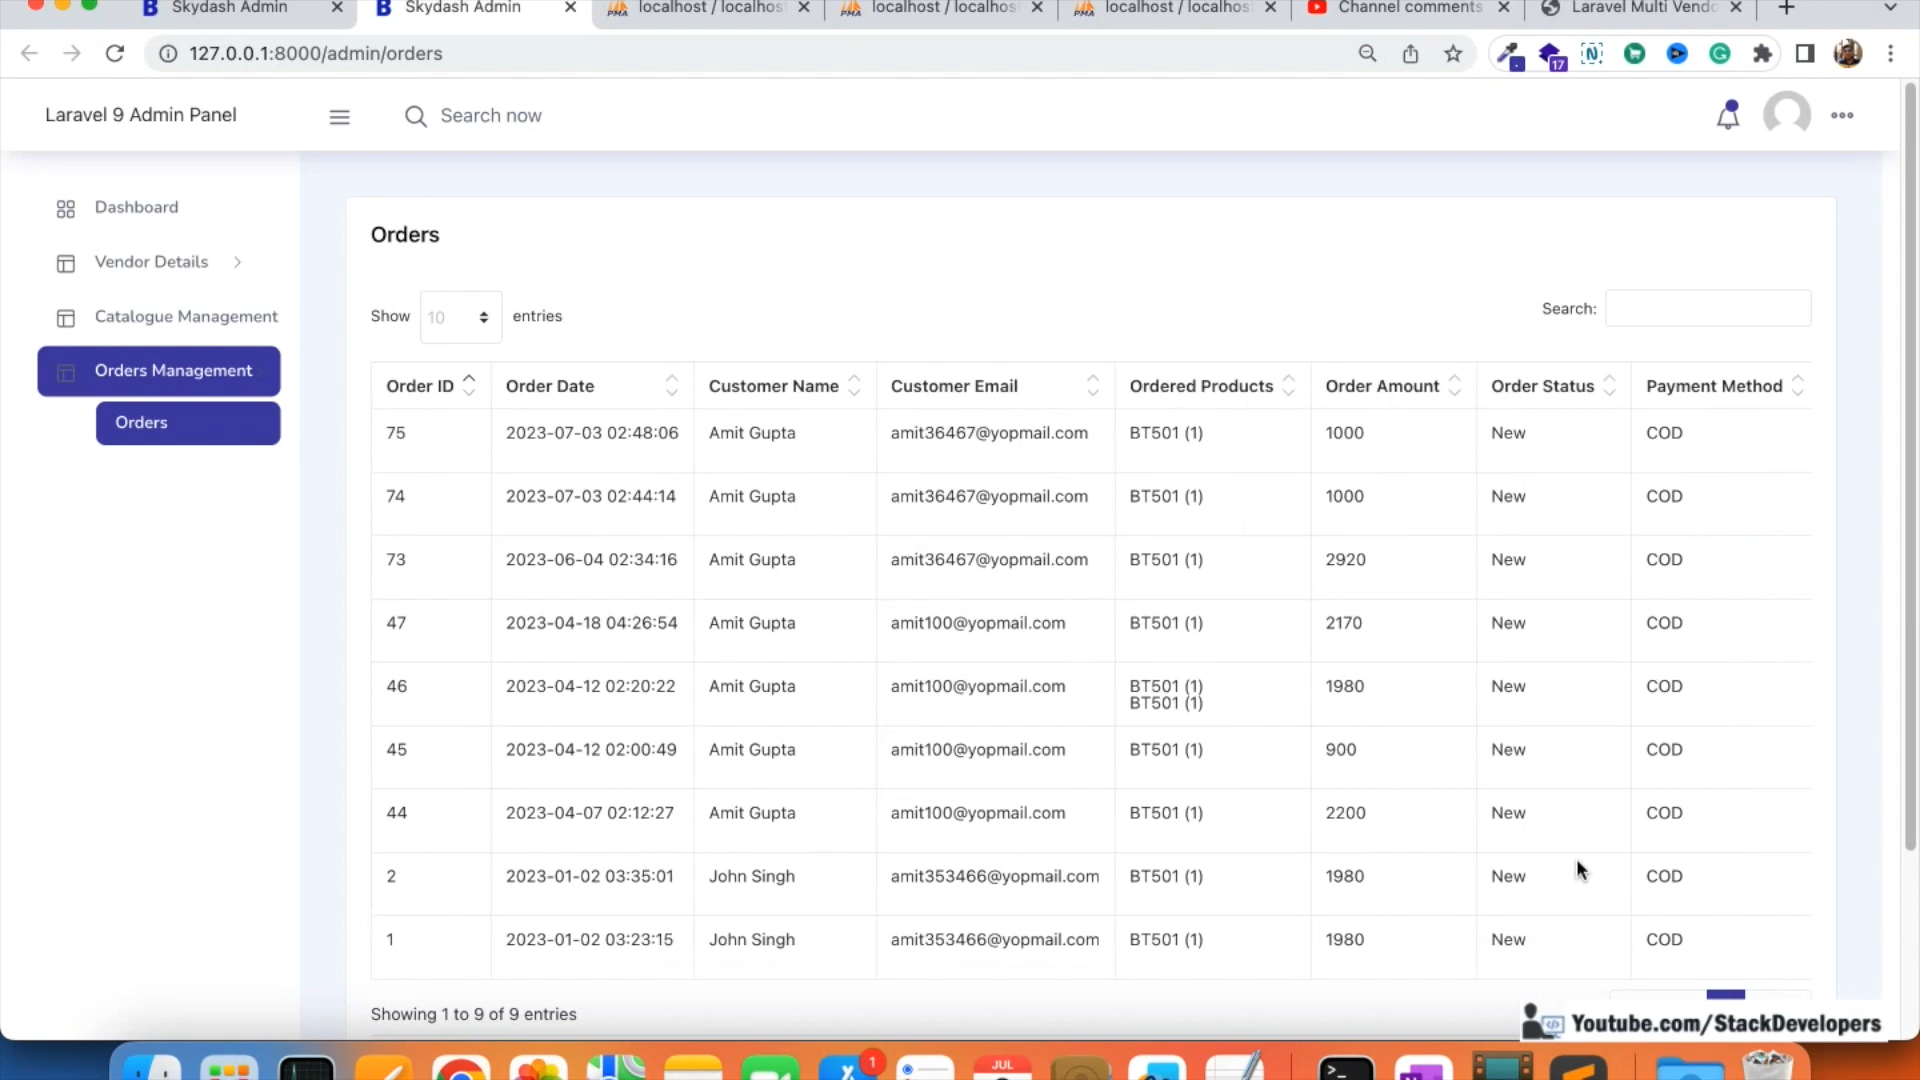 Skydash Admin
Skydash Admin
localhost / localhos
localhost / localhos
localhost / localhos
Channel comments
Laravel Multi Vendo
127.0.0.1:8000/admin/orders
17
Laravel 9 Admin Panel
Search now
Dashboard
Vendor Details
Catalogue Management
Orders Management
Orders
Orders
Show 10 entries
Search:
Order ID Order Date Customer Name Customer Email Ordered Products Order Amount Order Status Payment Method
75 2023-07-03 02:48:06 Amit Gupta amit36467@yopmail.com BT501 (1) 1000 New COD
74 2023-07-03 02:44:14 Amit Gupta amit36467@yopmail.com BT501 (1) 1000 New COD
73 2023-06-04 02:34:16 Amit Gupta amit36467@yopmail.com BT501 (1) 2920 New COD
47 2023-04-18 04:26:54 Amit Gupta amit100@yopmail.com BT501 (1) 2170 New COD
46 2023-04-12 02:20:22 Amit Gupta amit100@yopmail.com BT501 (1) 1980 New COD
BT501 (1)
45 2023-04-12 02:00:49 Amit Gupta amit100@yopmail.com BT501 (1) 900 New COD
44 2023-04-07 02:12:27 Amit Gupta amit100@yopmail.com BT501 (1) 2200 New COD
2 2023-01-02 03:35:01 John Singh amit353466@yopmail.com BT501 (1) 1980 New COD
1 2023-01-02 03:23:15 John Singh amit353466@yopmail.com BT501 (1) 1980 New COD
Showing 1 to 9 of 9 entries
Youtube.com/StackDevelopers
1
JUL